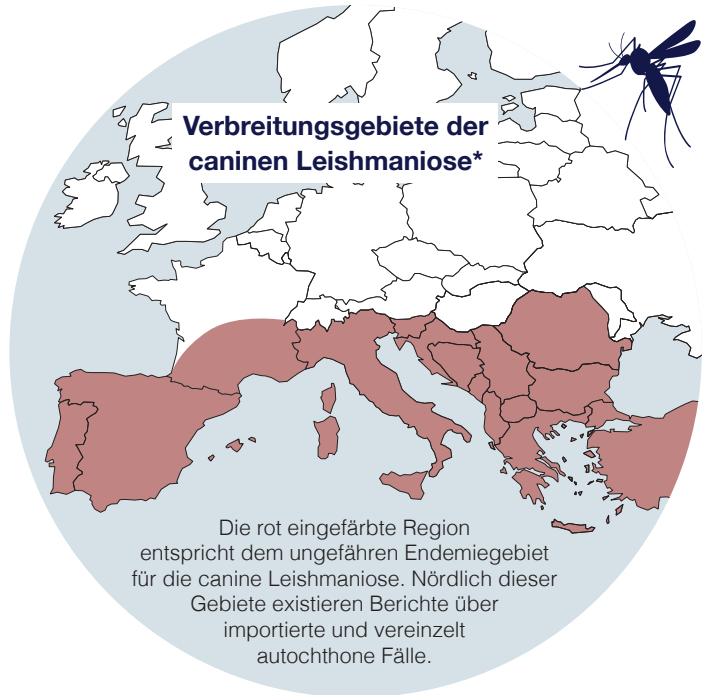 Verbreitungsgebiete der
caninen Leishmaniose*
Die rot eingefärbte Region
entspricht dem ungefähren Endemiegebiet
für die canine Leishmaniose. Nördlich dieser
Gebiete existieren Berichte über
importierte und vereinzelt
autochthone Fälle.